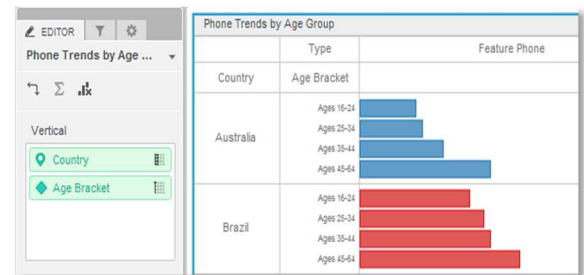 EDITOR
Phone Trends by Age ...
Vertical
Country
Age Bracket
Phone Trends by Age Group
Type
Feature Phone
Country
Age Bracket
Australia
Ages 16-24
Ages 25-34
Ages 35-44
Ages 45-64
Brazil
Ages 16-24
Ages 25-34
Ages 35-44
Ages 45-64